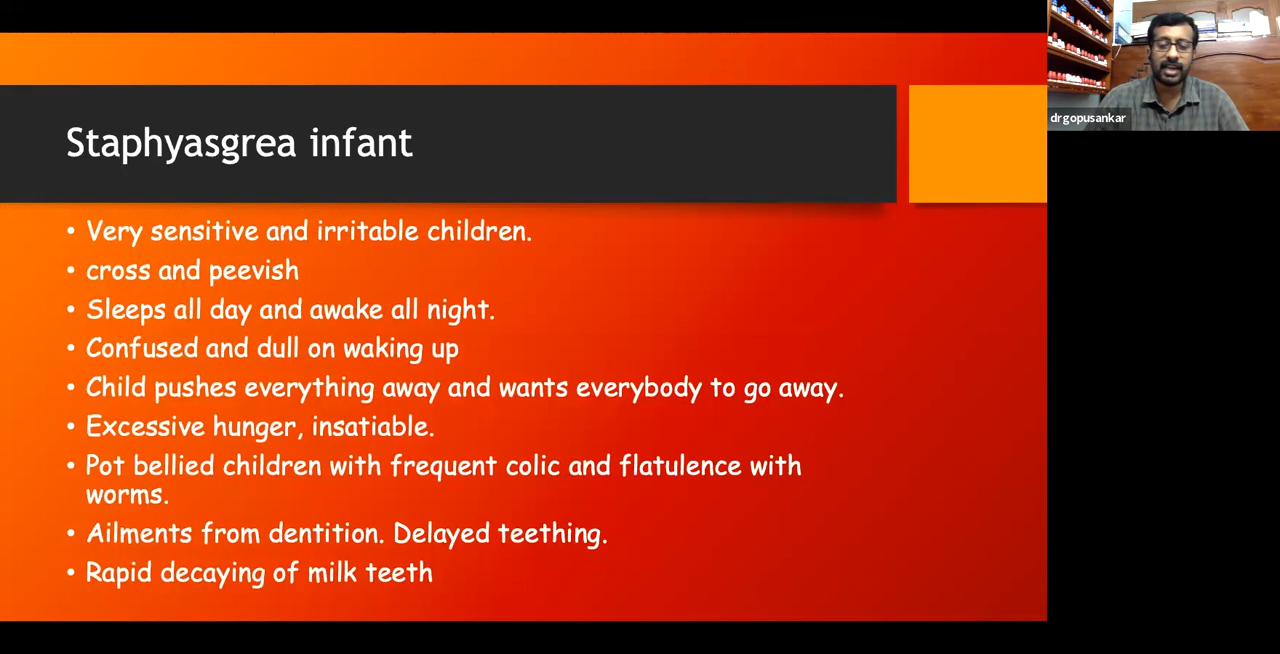 Staphyasgrea infant
• Very sensitive and irritable children.
• cross and peevish
• Sleeps all day and awake all night.
• Confused and dull on waking up
• Child pushes everything away and wants everybody to go away.
• Excessive hunger, insatiable.
• Pot bellied children with frequent colic and flatulence with
worms.
• Ailments from dentition. Delayed teething.
• Rapid decaying of milk teeth
drgopusankar